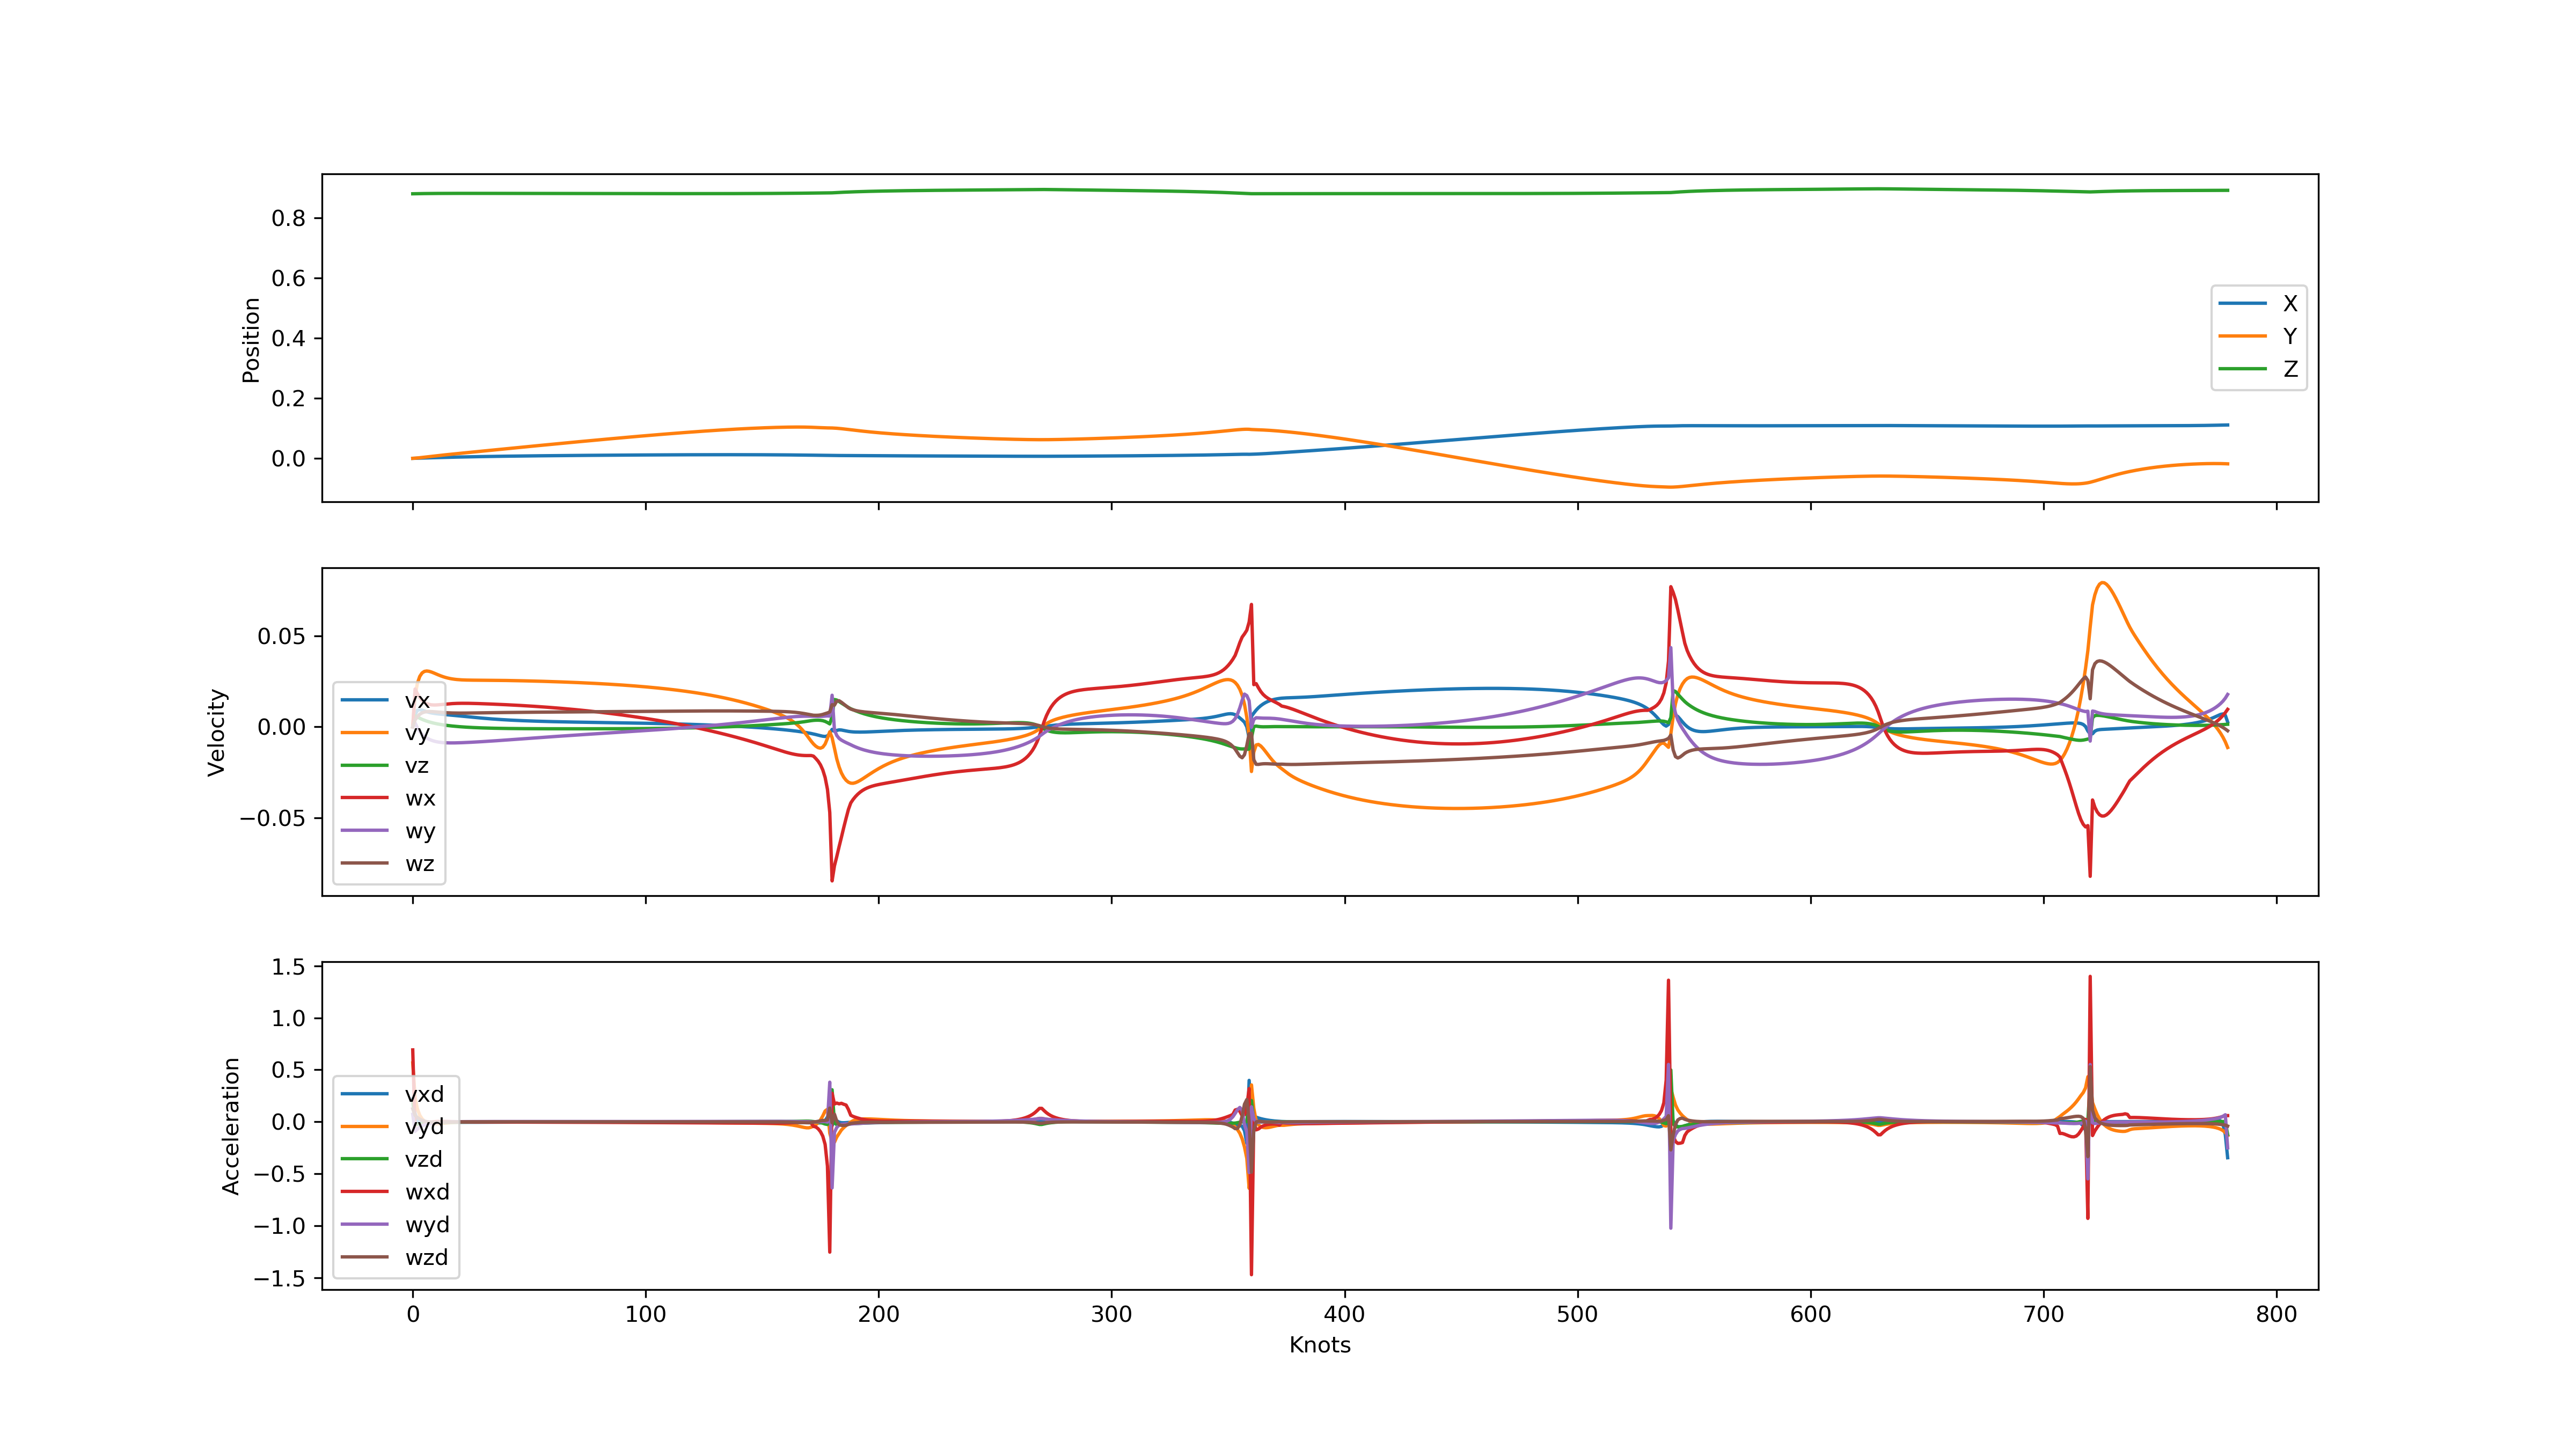 0.8
0.6
0.4
0.2
0.0
Position
X
Y
Z
0.05
0.00
−0.05
Velocity
vx
vy
vz
wx
wy
wz
1.5
1.0
0.5
0.0
−0.5
−1.0
−1.5
Acceleration
vxd
vyd
vzd
wxd
wyd
wzd
0 100 200 300 400 500 600 700 800
Knots